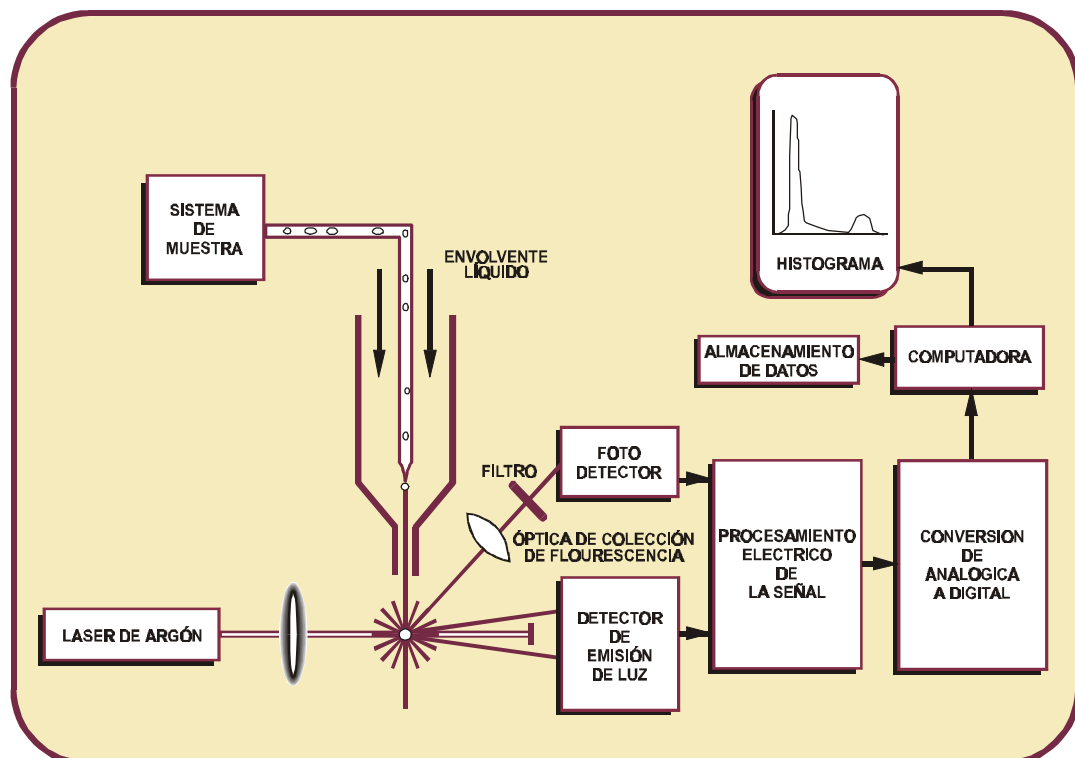 SISTEMA
DE
MUESTRA
ENVOLVENTE
LÍQUIDO
HISTOGRAMA
ALMACENAMIENTO
DE DATOS
COMPUTADORA
FOTO
DETECTOR
FILTRO
ÓPTICA DE COLECCIÓN
DE FLOURESCENCIA
PROCESAMIENTO
ELECTRICO
DE
LA SEÑAL
CONVERSION
DE
ANALOGICA
A DIGITAL
LASER DE ARGÓN
DETECTOR
DE
EMISIÓN
DE LUZ